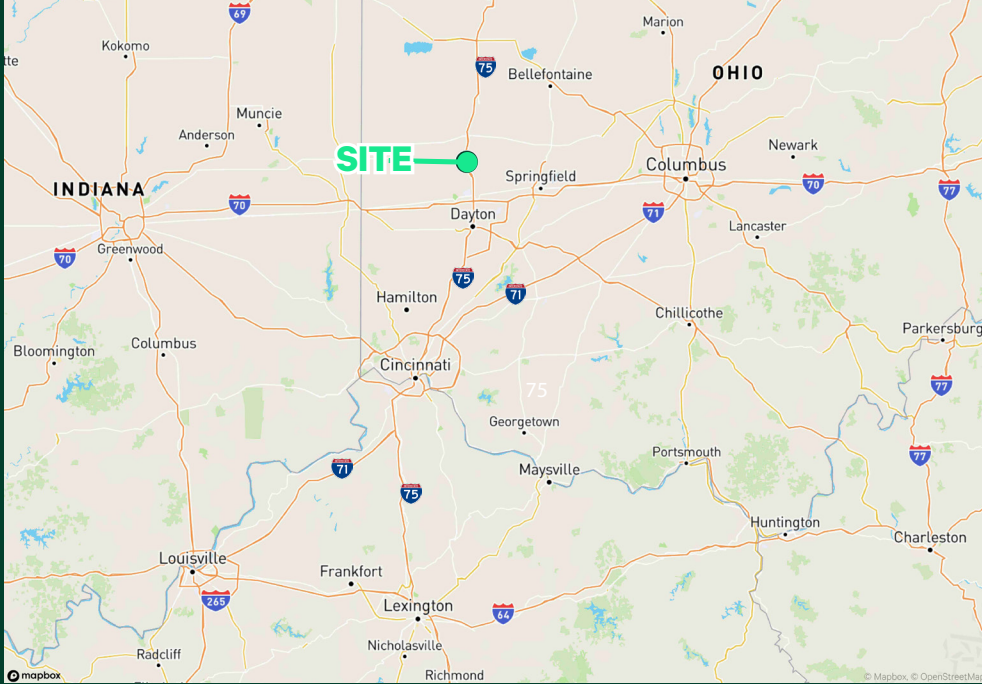 69
Marion
Kokomo
tte
75
Bellefontaine
OHIO
Muncie
Anderson
SITE
Newark
Columbus
Springfield
INDIANA
70
70
77
71
Dayton
Lancaster
Greenwood
70
75
71
Hamilton
Chillicothe
Parkersburg
Bloomington
Columbus
Cincinnati
75
77
Georgetown
Portsmouth
77
71
Maysville
75
Huntington
Charleston
Louisville
Frankfort
265
Lexington
64
Nicholasville
Radcliff
Richmond
mapbox
© Mapbox, © OpenStreetMap